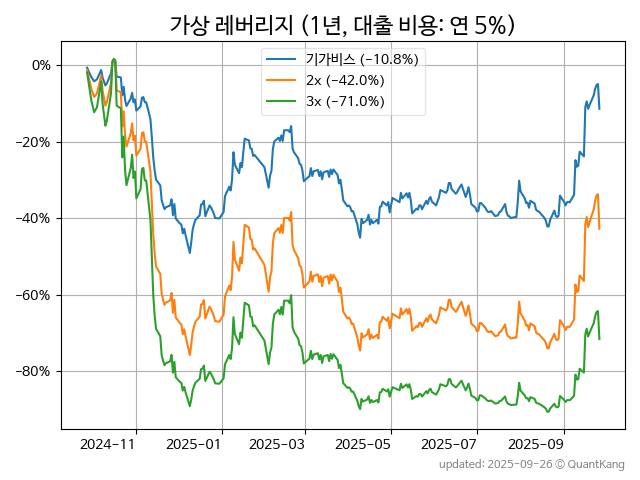 가상 레버리지 (1년, 대출 비용: 연 5%)
기가비스 (−10.8%)
2x (−42.0%)
3x (−71.0%)
0%
−20%
−40%
−60%
−80%
2024-11 2025-01 2025-03 2025-05 2025-07 2025-09
updated: 2025-09-26 © QuantKang